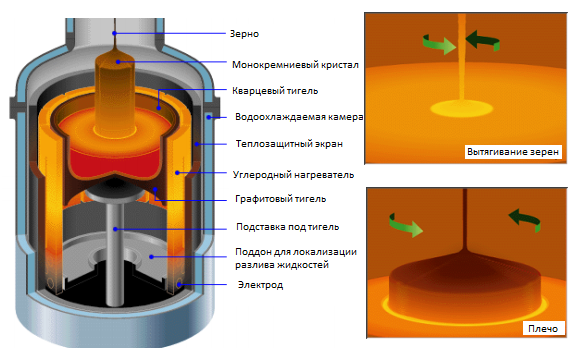 Зерно
Монокремниевый кристал
Кварцевый тигель
Водоохлаждаемая камера
Теплозащитный экран
Углеродный нагреватель
Графитовый тигель
Подставка под тигель
Поддон для локализации
разлива жидкостей
Электрод
Вытягивание зерен
Плечо